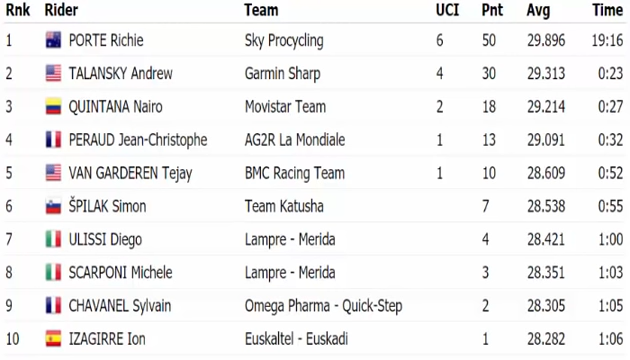 Rnk Rider Team UCI Pnt Avg Time
1 PORTE Richie Sky Procycling 6 50 29.896 19:16
2 TALANSKY Andrew Garmin Sharp 4 30 29.313 0:23
3 QUINTANA Nairo Movistar Team 2 18 29.214 0:27
4 PERAUD Jean-Christophe AG2R La Mondiale 1 13 29.091 0:32
5 VAN GARDEREN Tejay BMC Racing Team 1 10 28.609 0:52
6 ŠPILAK Simon Team Katusha 7 28.538 0:55
7 ULISSI Diego Lampre - Merida 4 28.421 1:00
8 SCARPONI Michele Lampre - Merida 3 28.351 1:03
9 CHAVANEL Sylvain Omega Pharma - Quick-Step 2 28.305 1:05
10 IZAGIRRE Ion Euskaltel - Euskadi 1 28.282 1:06